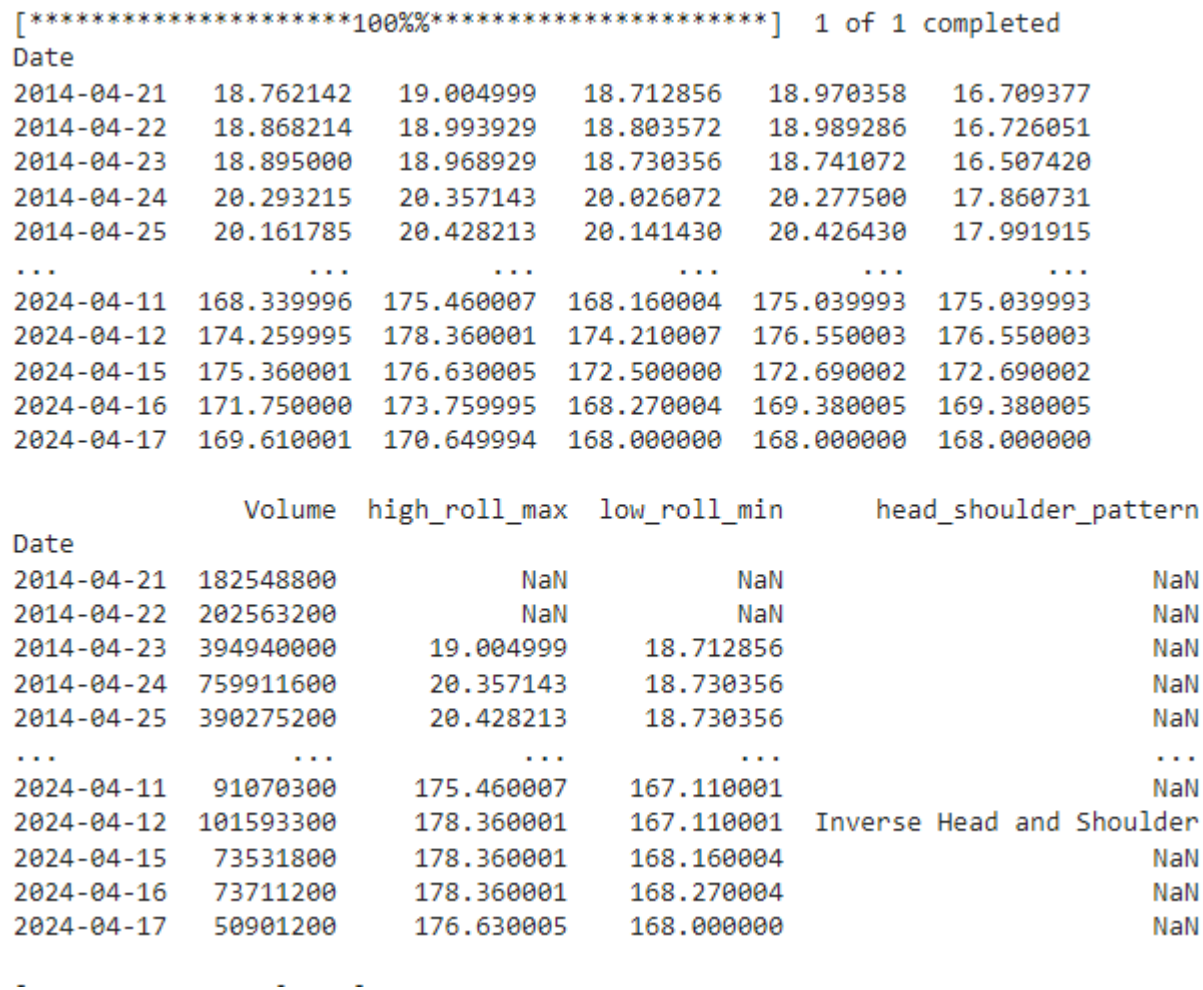 [**********************100%%**********************]  1 of 1 completed
Date
2014-04-21   18.762142   19.004999   18.712856   18.970358   16.709377
2014-04-22   18.868214   18.993929   18.803572   18.989286   16.726051
2014-04-23   18.895000   18.968929   18.730356   18.741072   16.507420
2014-04-24   20.293215   20.357143   20.026072   20.277500   17.860731
2014-04-25   20.161785   20.428213   20.141430   20.426430   17.991915
...                ...         ...         ...         ...         ...
2024-04-11  168.339996  175.460007  168.160004  175.039993  175.039993
2024-04-12  174.259995  178.360001  174.210007  176.550003  176.550003
2024-04-15  175.360001  176.630005  172.500000  172.690002  172.690002
2024-04-16  171.750000  173.759995  168.270004  169.380005  169.380005
2024-04-17  169.610001  170.649994  168.000000  168.000000  168.000000
Volume  high_roll_max  low_roll_min      head_shoulder_pattern
Date
2014-04-21  182548800            NaN           NaN                        NaN
2014-04-22  202563200            NaN           NaN                        NaN
2014-04-23  394940000      19.004999     18.712856                        NaN
2014-04-24  759911600      20.357143     18.730356                        NaN
2014-04-25  390275200      20.428213     18.730356                        NaN
...               ...            ...           ...                        ...
2024-04-11   91070300     175.460007    167.110001                        NaN
2024-04-12  101593300     178.360001    167.110001  Inverse Head and Shoulder
2024-04-15   73531800     178.360001    168.160004                        NaN
2024-04-16   73711200     178.360001    168.270004                        NaN
2024-04-17   50901200     176.630005    168.000000                        NaN